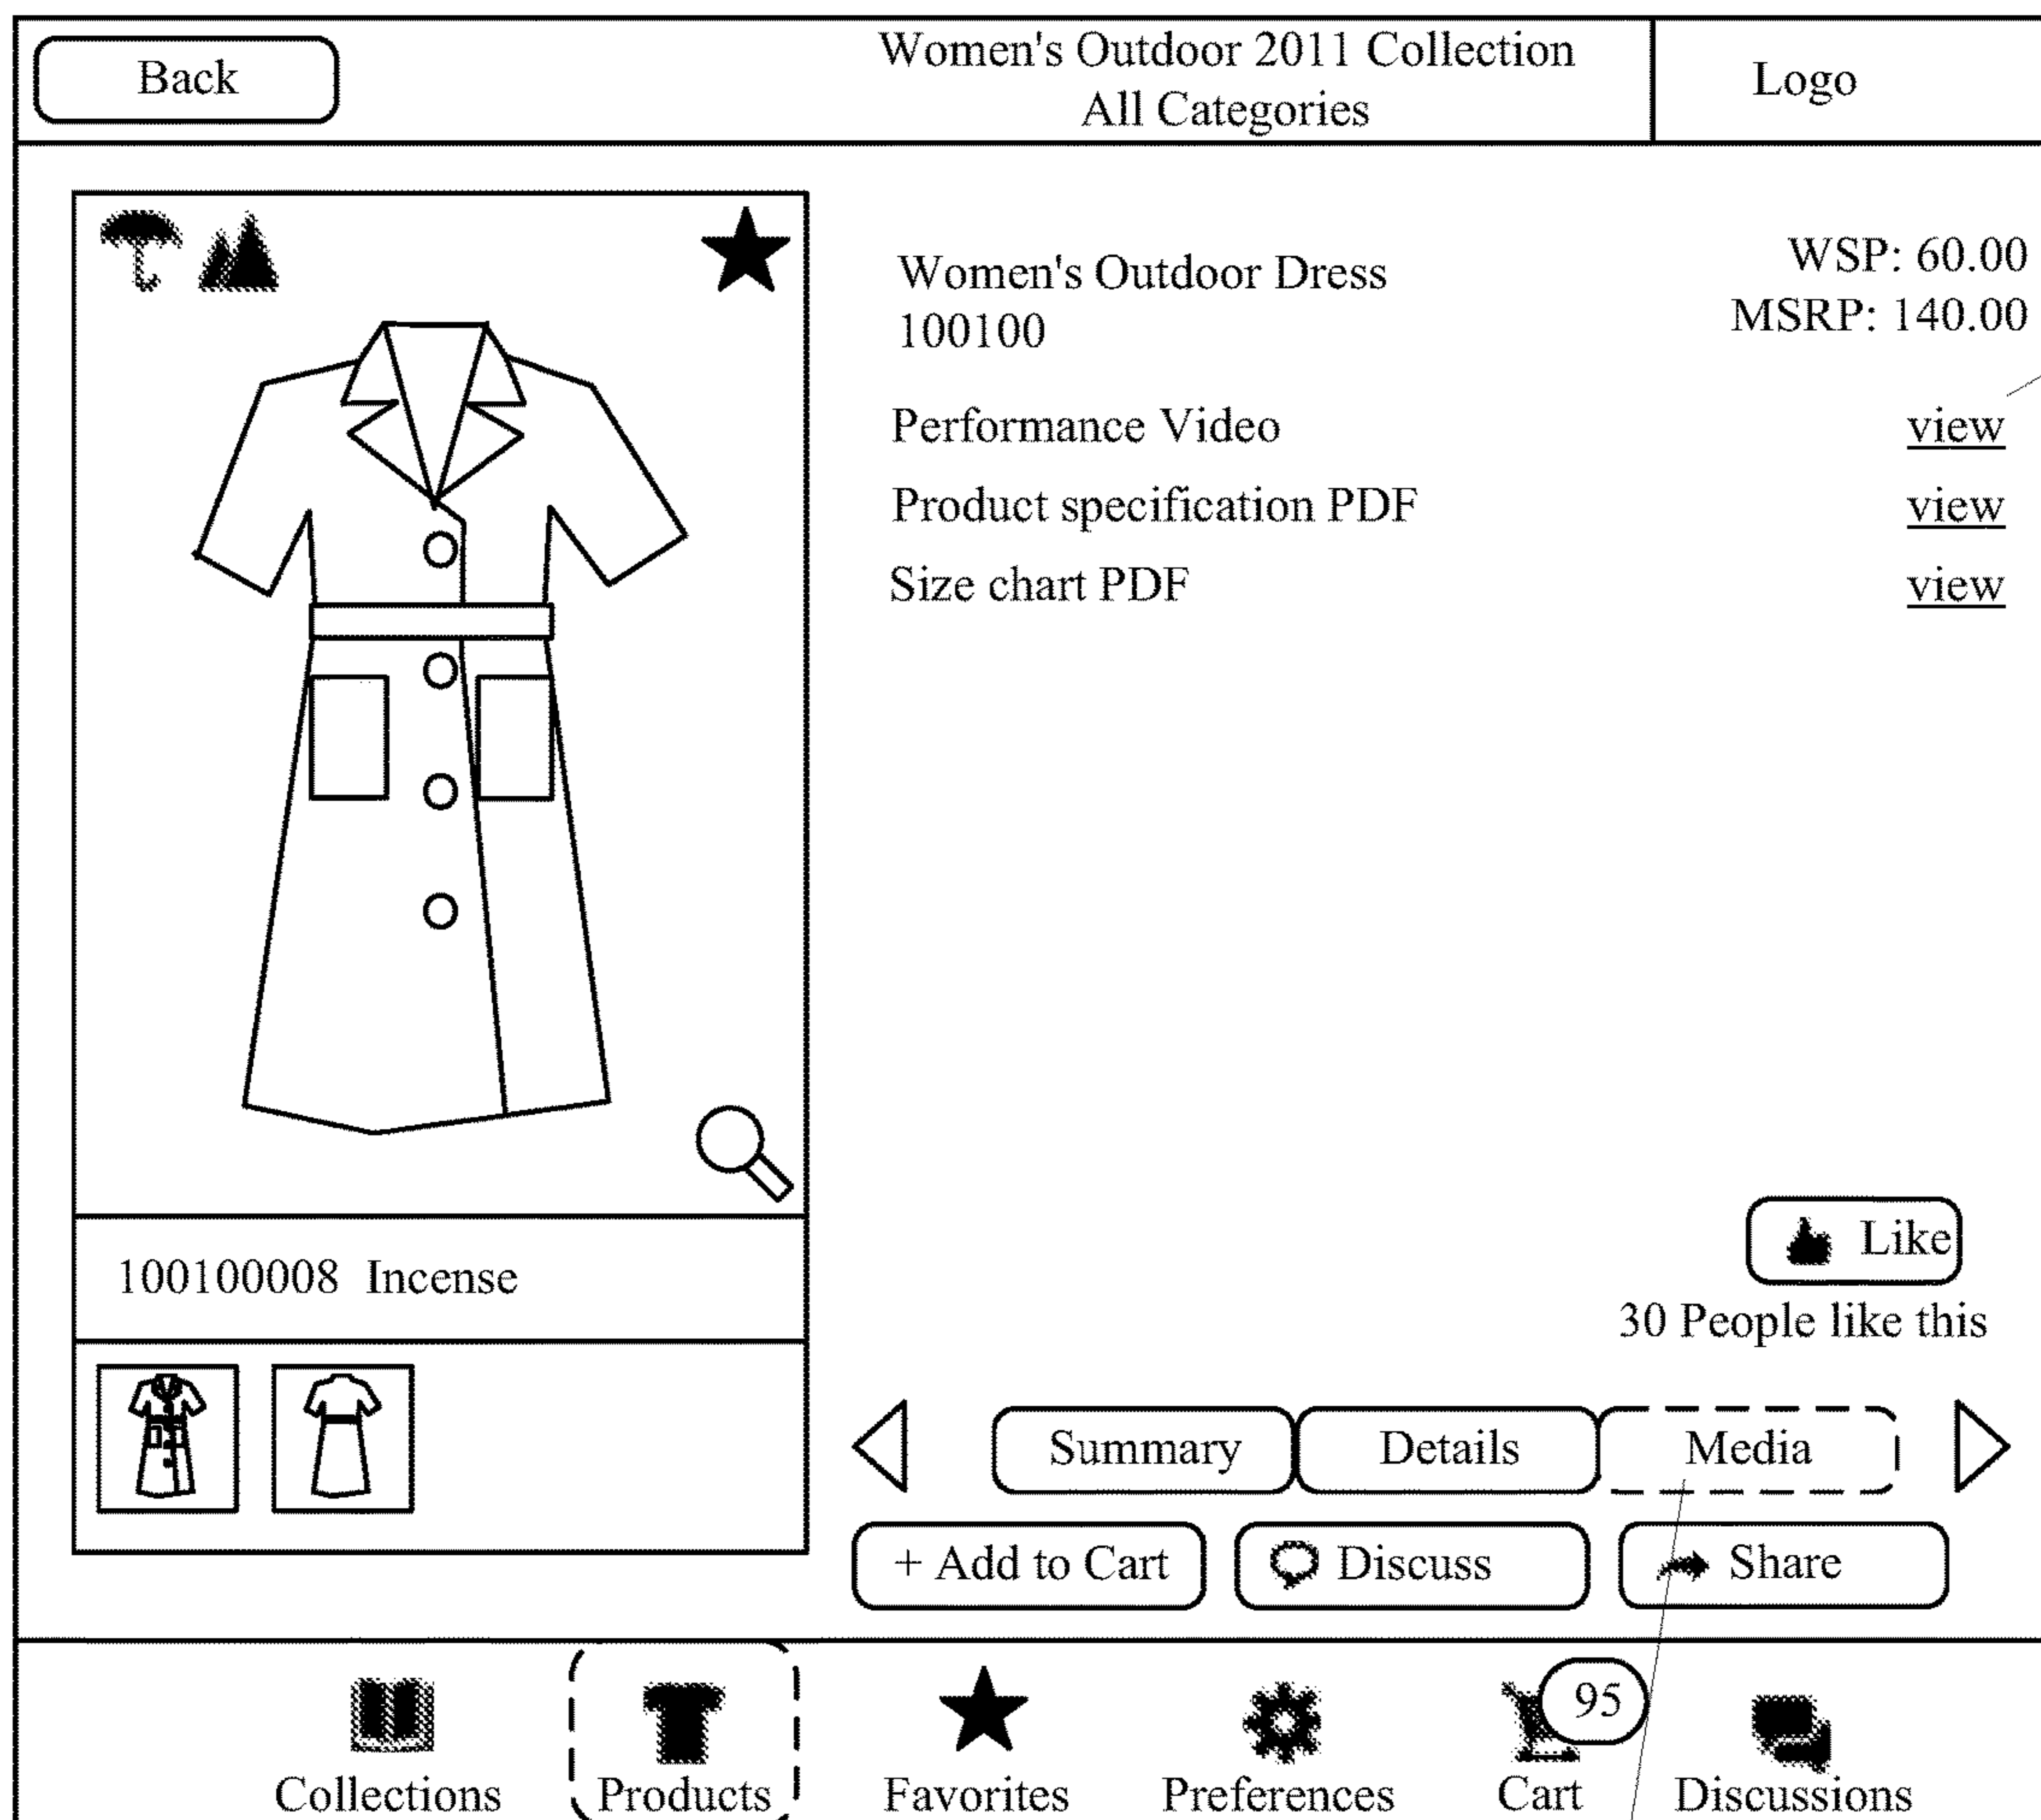 Back
Women's Outdoor 2011 Collection
All Categories
Logo
Women's Outdoor Dress
100100
WSP: 60.00
MSRP: 140.00
Performance Video view
Product specification PDF view
Size chart PDF view
100100008 Incense
Like
30 People like this
Summary Details Media
+ Add to Cart Discuss Share
95
Collections Products Favorites Preferences Cart Discussions